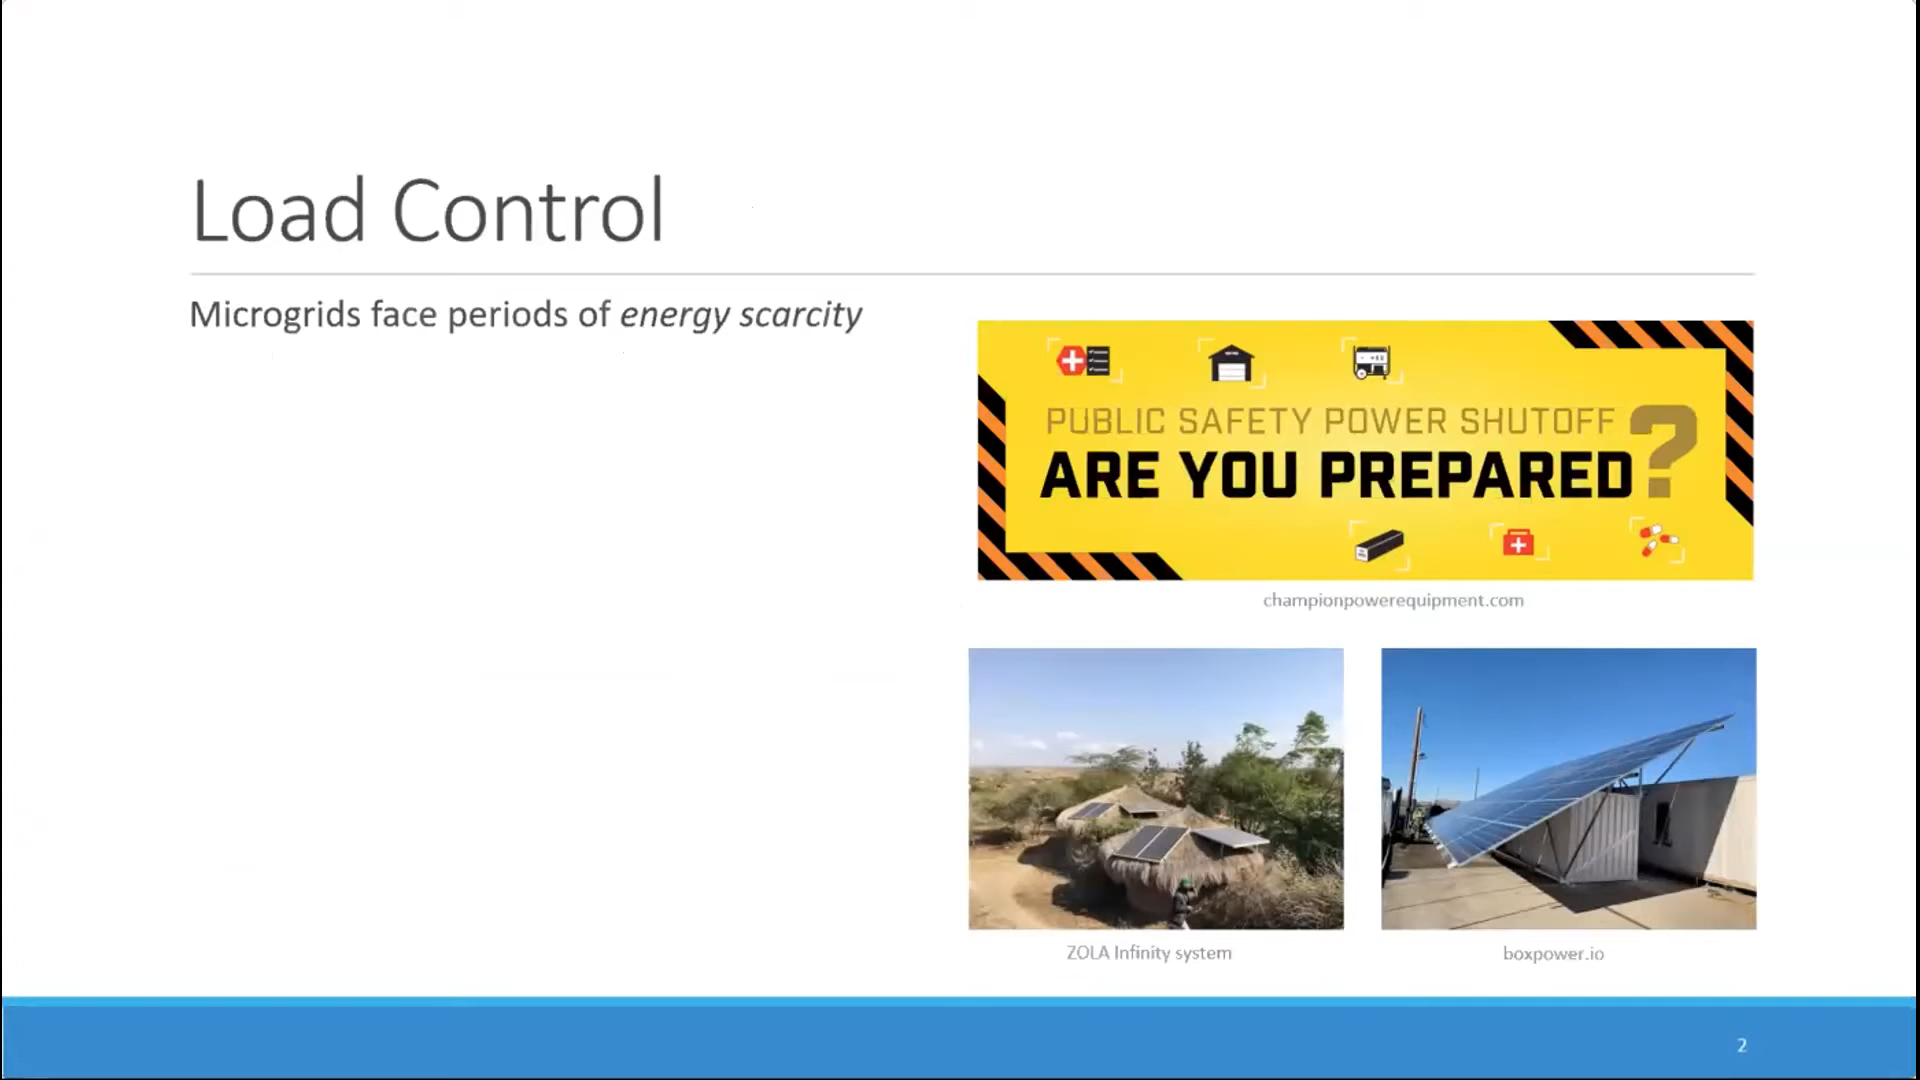 Load Control
Microgrids face periods of energy scarcity
PUBLIC SAFETY POWER SHUTOFF
ARE YOU PREPARED?
championpowerequipment.com
ZOLA Infinity system
boxpower.io
2